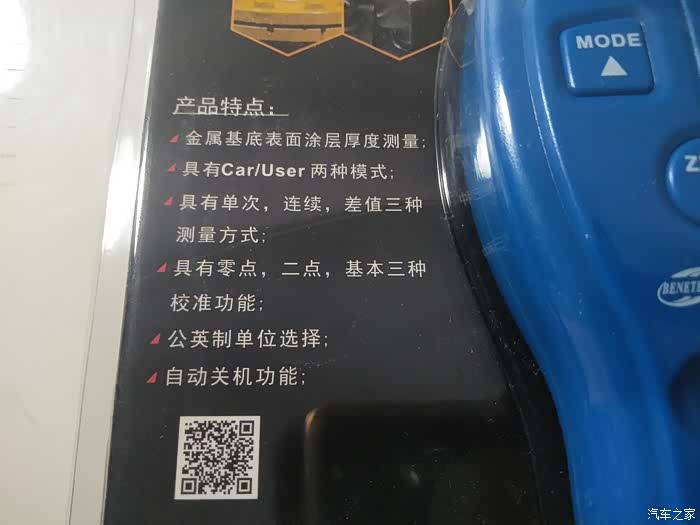 MODE
产品特点:
金属基底表面涂层厚度测量;
具有Car/User 两种模式;
具有单次，连续，差值三种
测量方式;
具有零点，二点，基本三种
校准功能;
公英制单位选择;
自动关机功能;
Z
BENETE
汽车之家